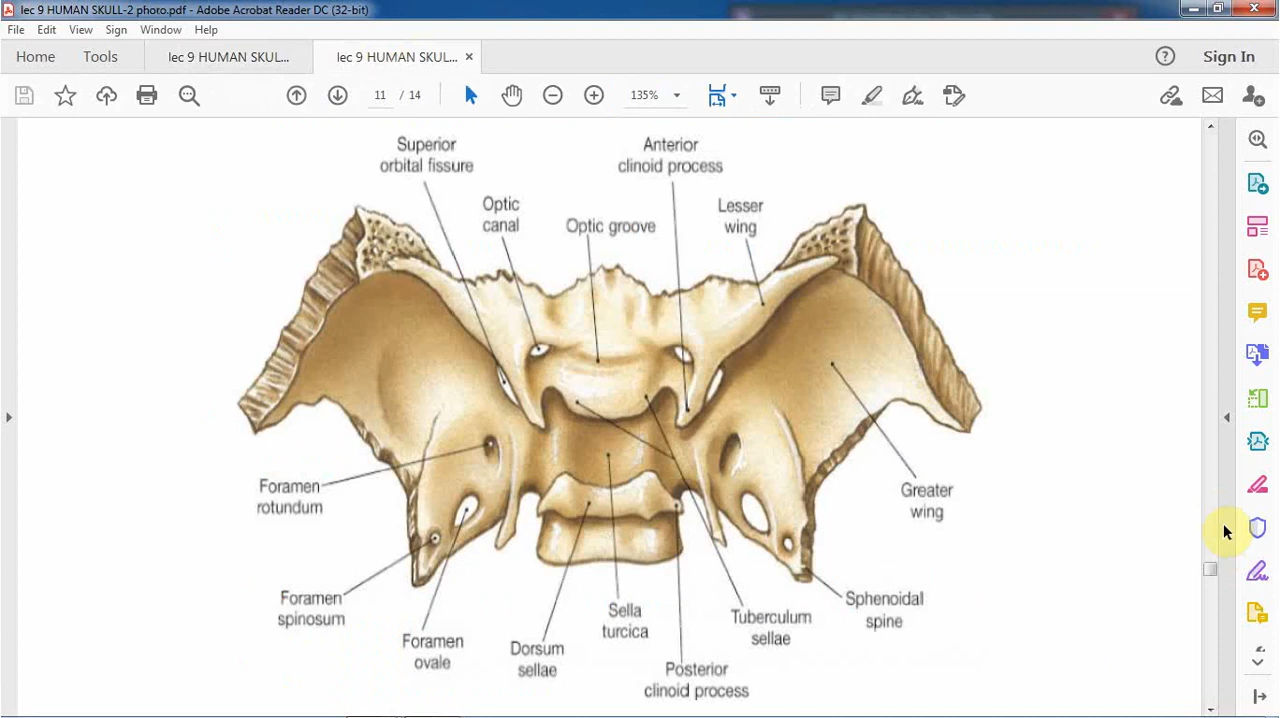 lec 9 HUMAN SKULL-2 photo.pdf - Adobe Acrobat Reader DC (32-bit)
File Edit View Sign Window Help
Home Tools lec 9 HUMAN SKUL... lec 9 HUMAN SKUL... × Sign In
11 / 14 135%
Superior
orbital fissure
Anterior
clinoid process
Optic
canal
Optic groove
Lesser
wing
Foramen
rotundum
Greater
wing
Foramen
spinosum
Foramen
ovale
Dorsum
sellae
Sella
turcica
Posterior
clinoid process
Tuberculum
sellae
Sphenoidal
spine